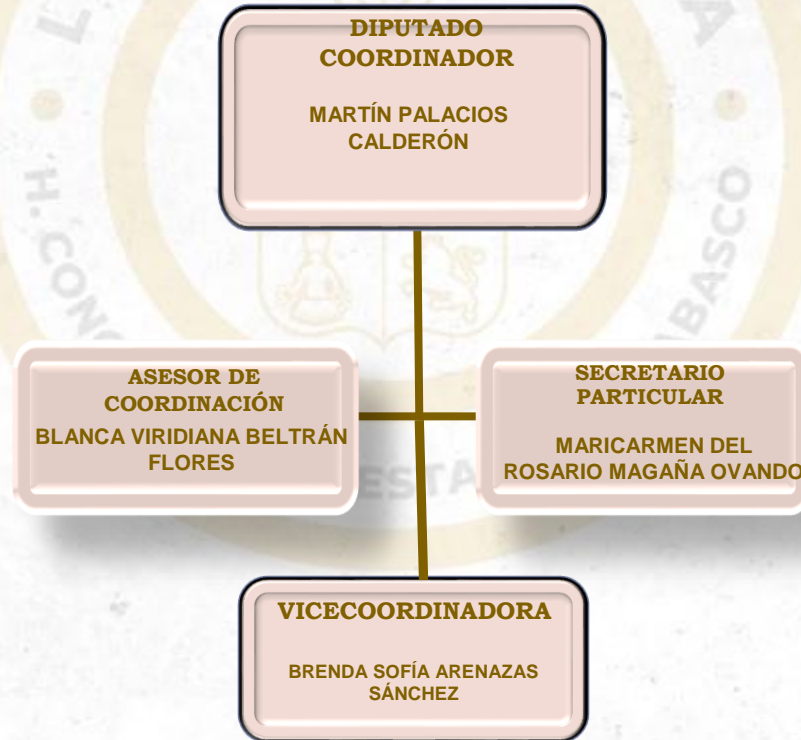 DIPUTADO
COORDINADOR
MARTÍN PALACIOS
CALDERÓN
ASESOR DE
COORDINACIÓN
BLANCA VIRIDIANA BELTRÁN
FLORES
SECRETARIO
PARTICULAR
MARICARMEN DEL
ROSARIO MAGAÑA OVANDO
VICECOORDINADORA
BRENDA SOFÍA ARENAZAS
SÁNCHEZ